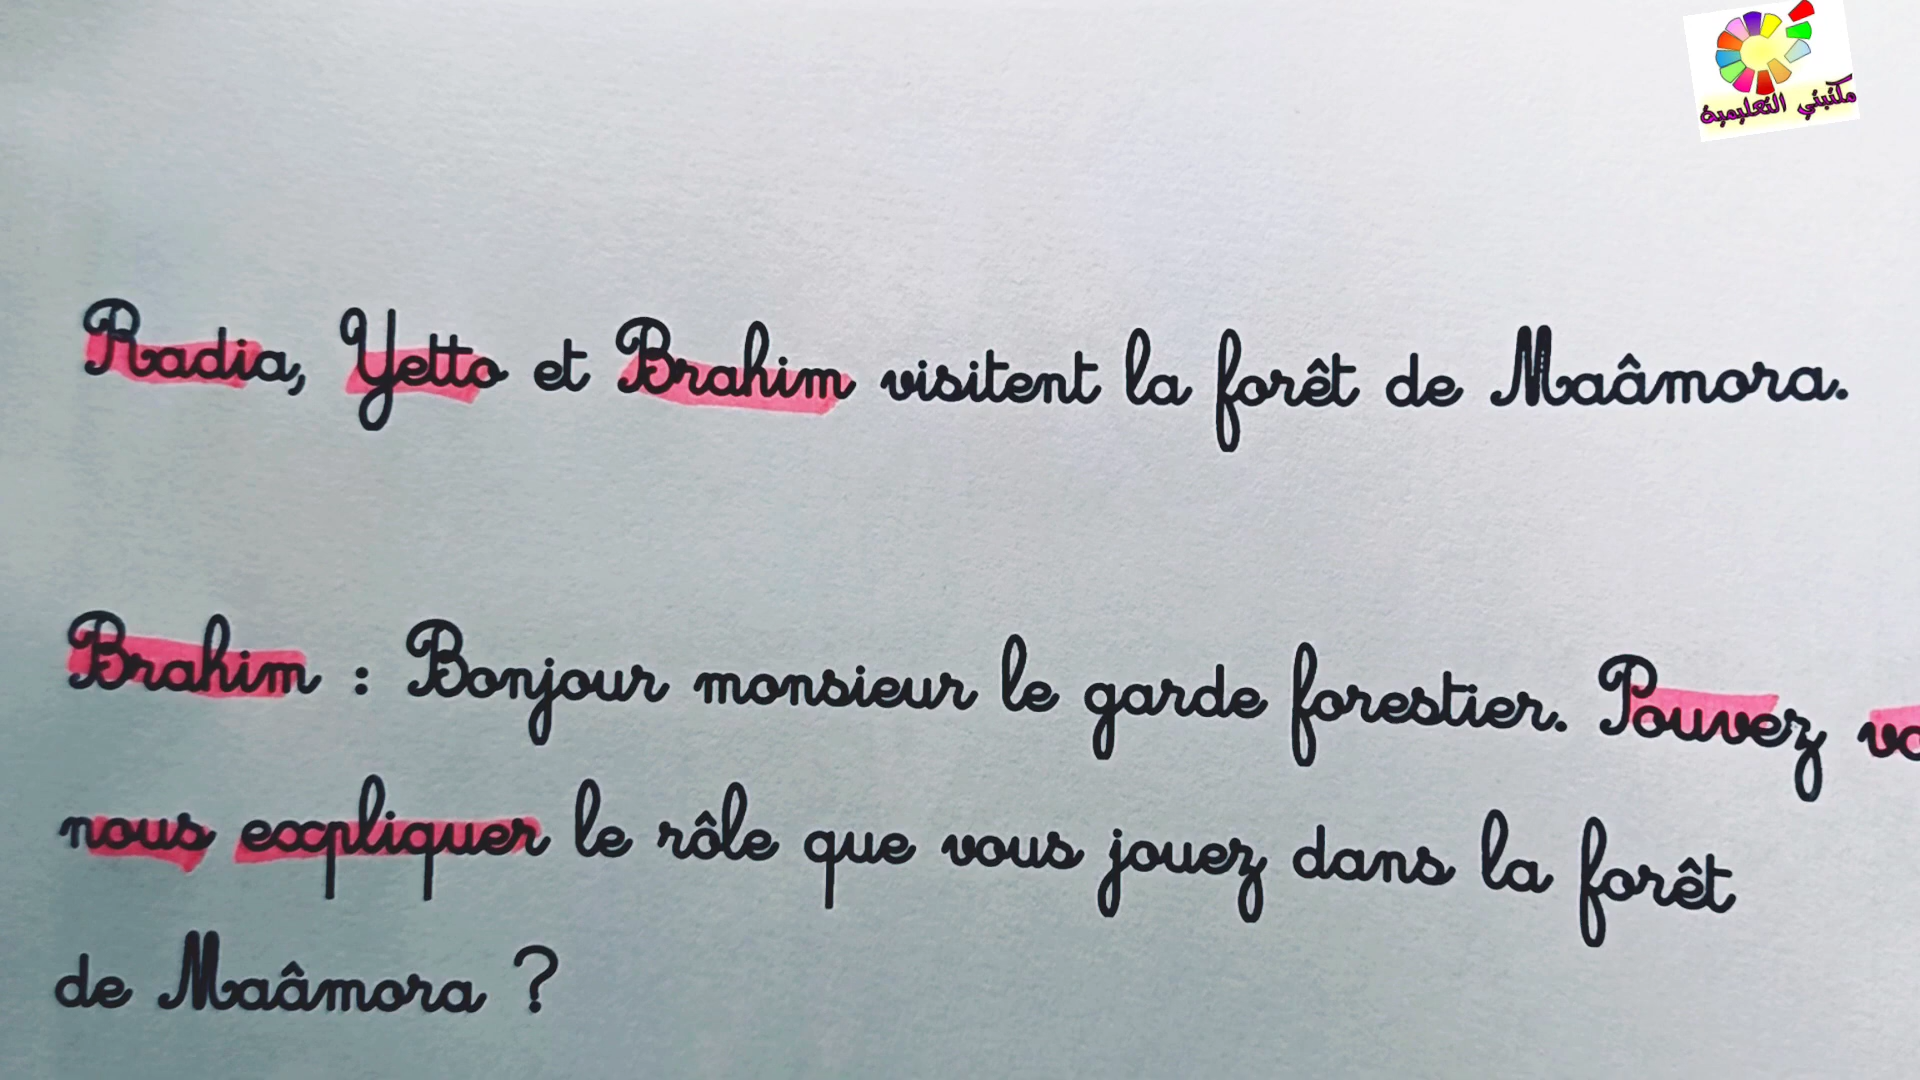 مكتبتي التعليمية
Radia, Yetto et Brahim visitent la forêt de Maâmora.
Brahim : Bonjour monsieur le garde forestier. Pouvez
nous expliquer le rôle que vous jouez dans la forêt
de Maâmora ?